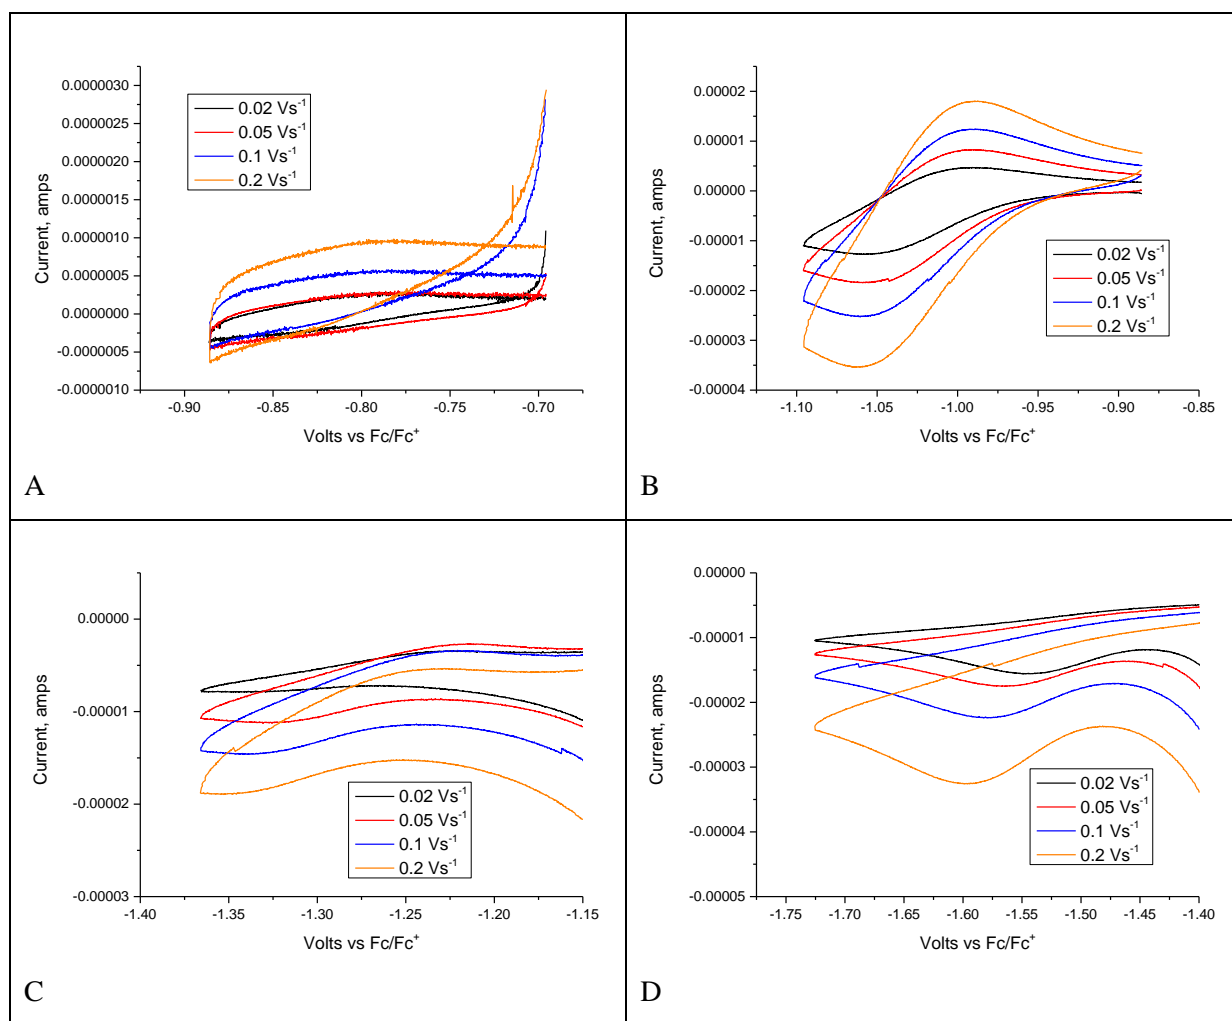 0.0000030
0.0000025
0.0000020
0.0000015
0.0000010
0.0000005
0.0000000
-0.0000005
-0.0000010
Current, amps
0.02 Vs⁻¹
0.05 Vs⁻¹
0.1 Vs⁻¹
0.2 Vs⁻¹
-0.90 -0.85 -0.80 -0.75 -0.70
Volts vs Fc/Fc⁺
A
0.00002
0.00001
0.00000
-0.00001
-0.00002
-0.00003
-0.00004
Current, amps
0.02 Vs⁻¹
0.05 Vs⁻¹
0.1 Vs⁻¹
0.2 Vs⁻¹
-1.10 -1.05 -1.00 -0.95 -0.90 -0.85
Volts vs Fc/Fc⁺
B
0.00000
-0.00001
-0.00002
-0.00003
Current, amps
0.02 Vs⁻¹
0.05 Vs⁻¹
0.1 Vs⁻¹
0.2 Vs⁻¹
-1.40 -1.35 -1.30 -1.25 -1.20 -1.15
Volts vs Fc/Fc⁺
C
0.00000
-0.00001
-0.00002
-0.00003
-0.00004
-0.00005
Current, amps
0.02 Vs⁻¹
0.05 Vs⁻¹
0.1 Vs⁻¹
0.2 Vs⁻¹
-1.75 -1.70 -1.65 -1.60 -1.55 -1.50 -1.45 -1.40
Volts vs Fc/Fc⁺
D